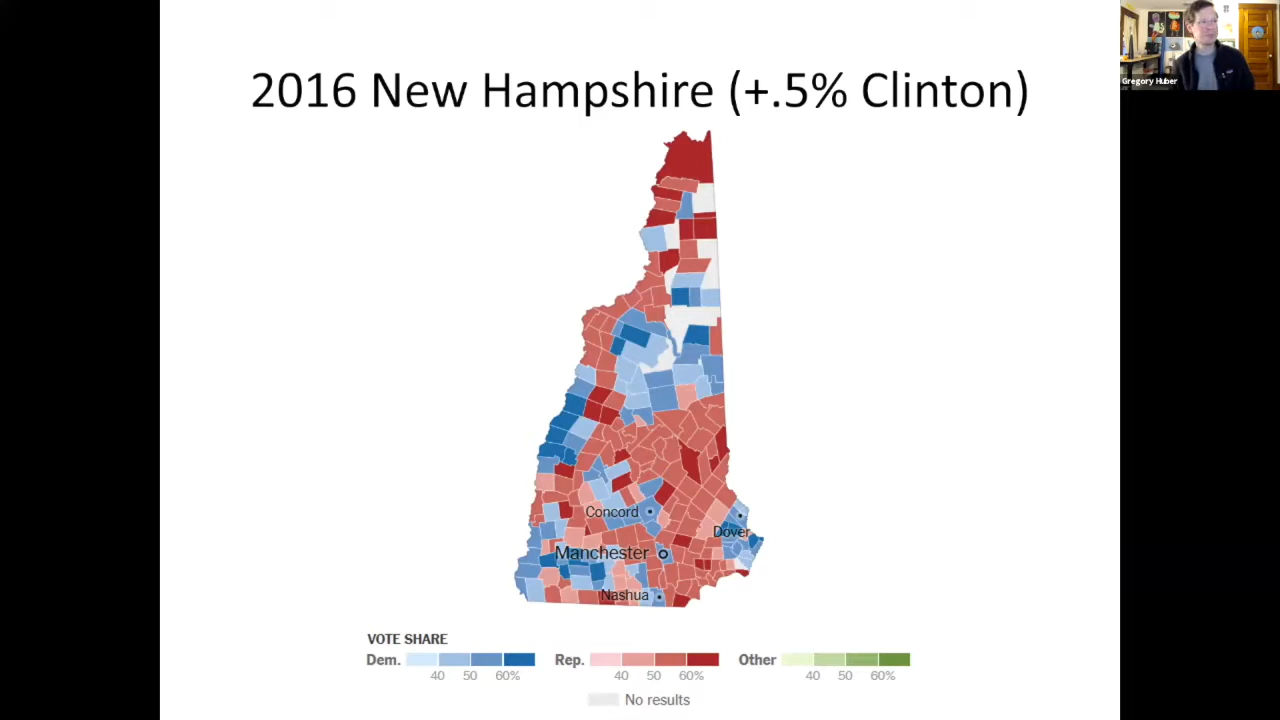 2016 New Hampshire (+.5% Clinton)
Gregory Huber
Concord
Dover
Manchester
Nashua
VOTE SHARE
Dem. Rep. Other
40 50 60% 40 50 60% 40 50 60%
No results